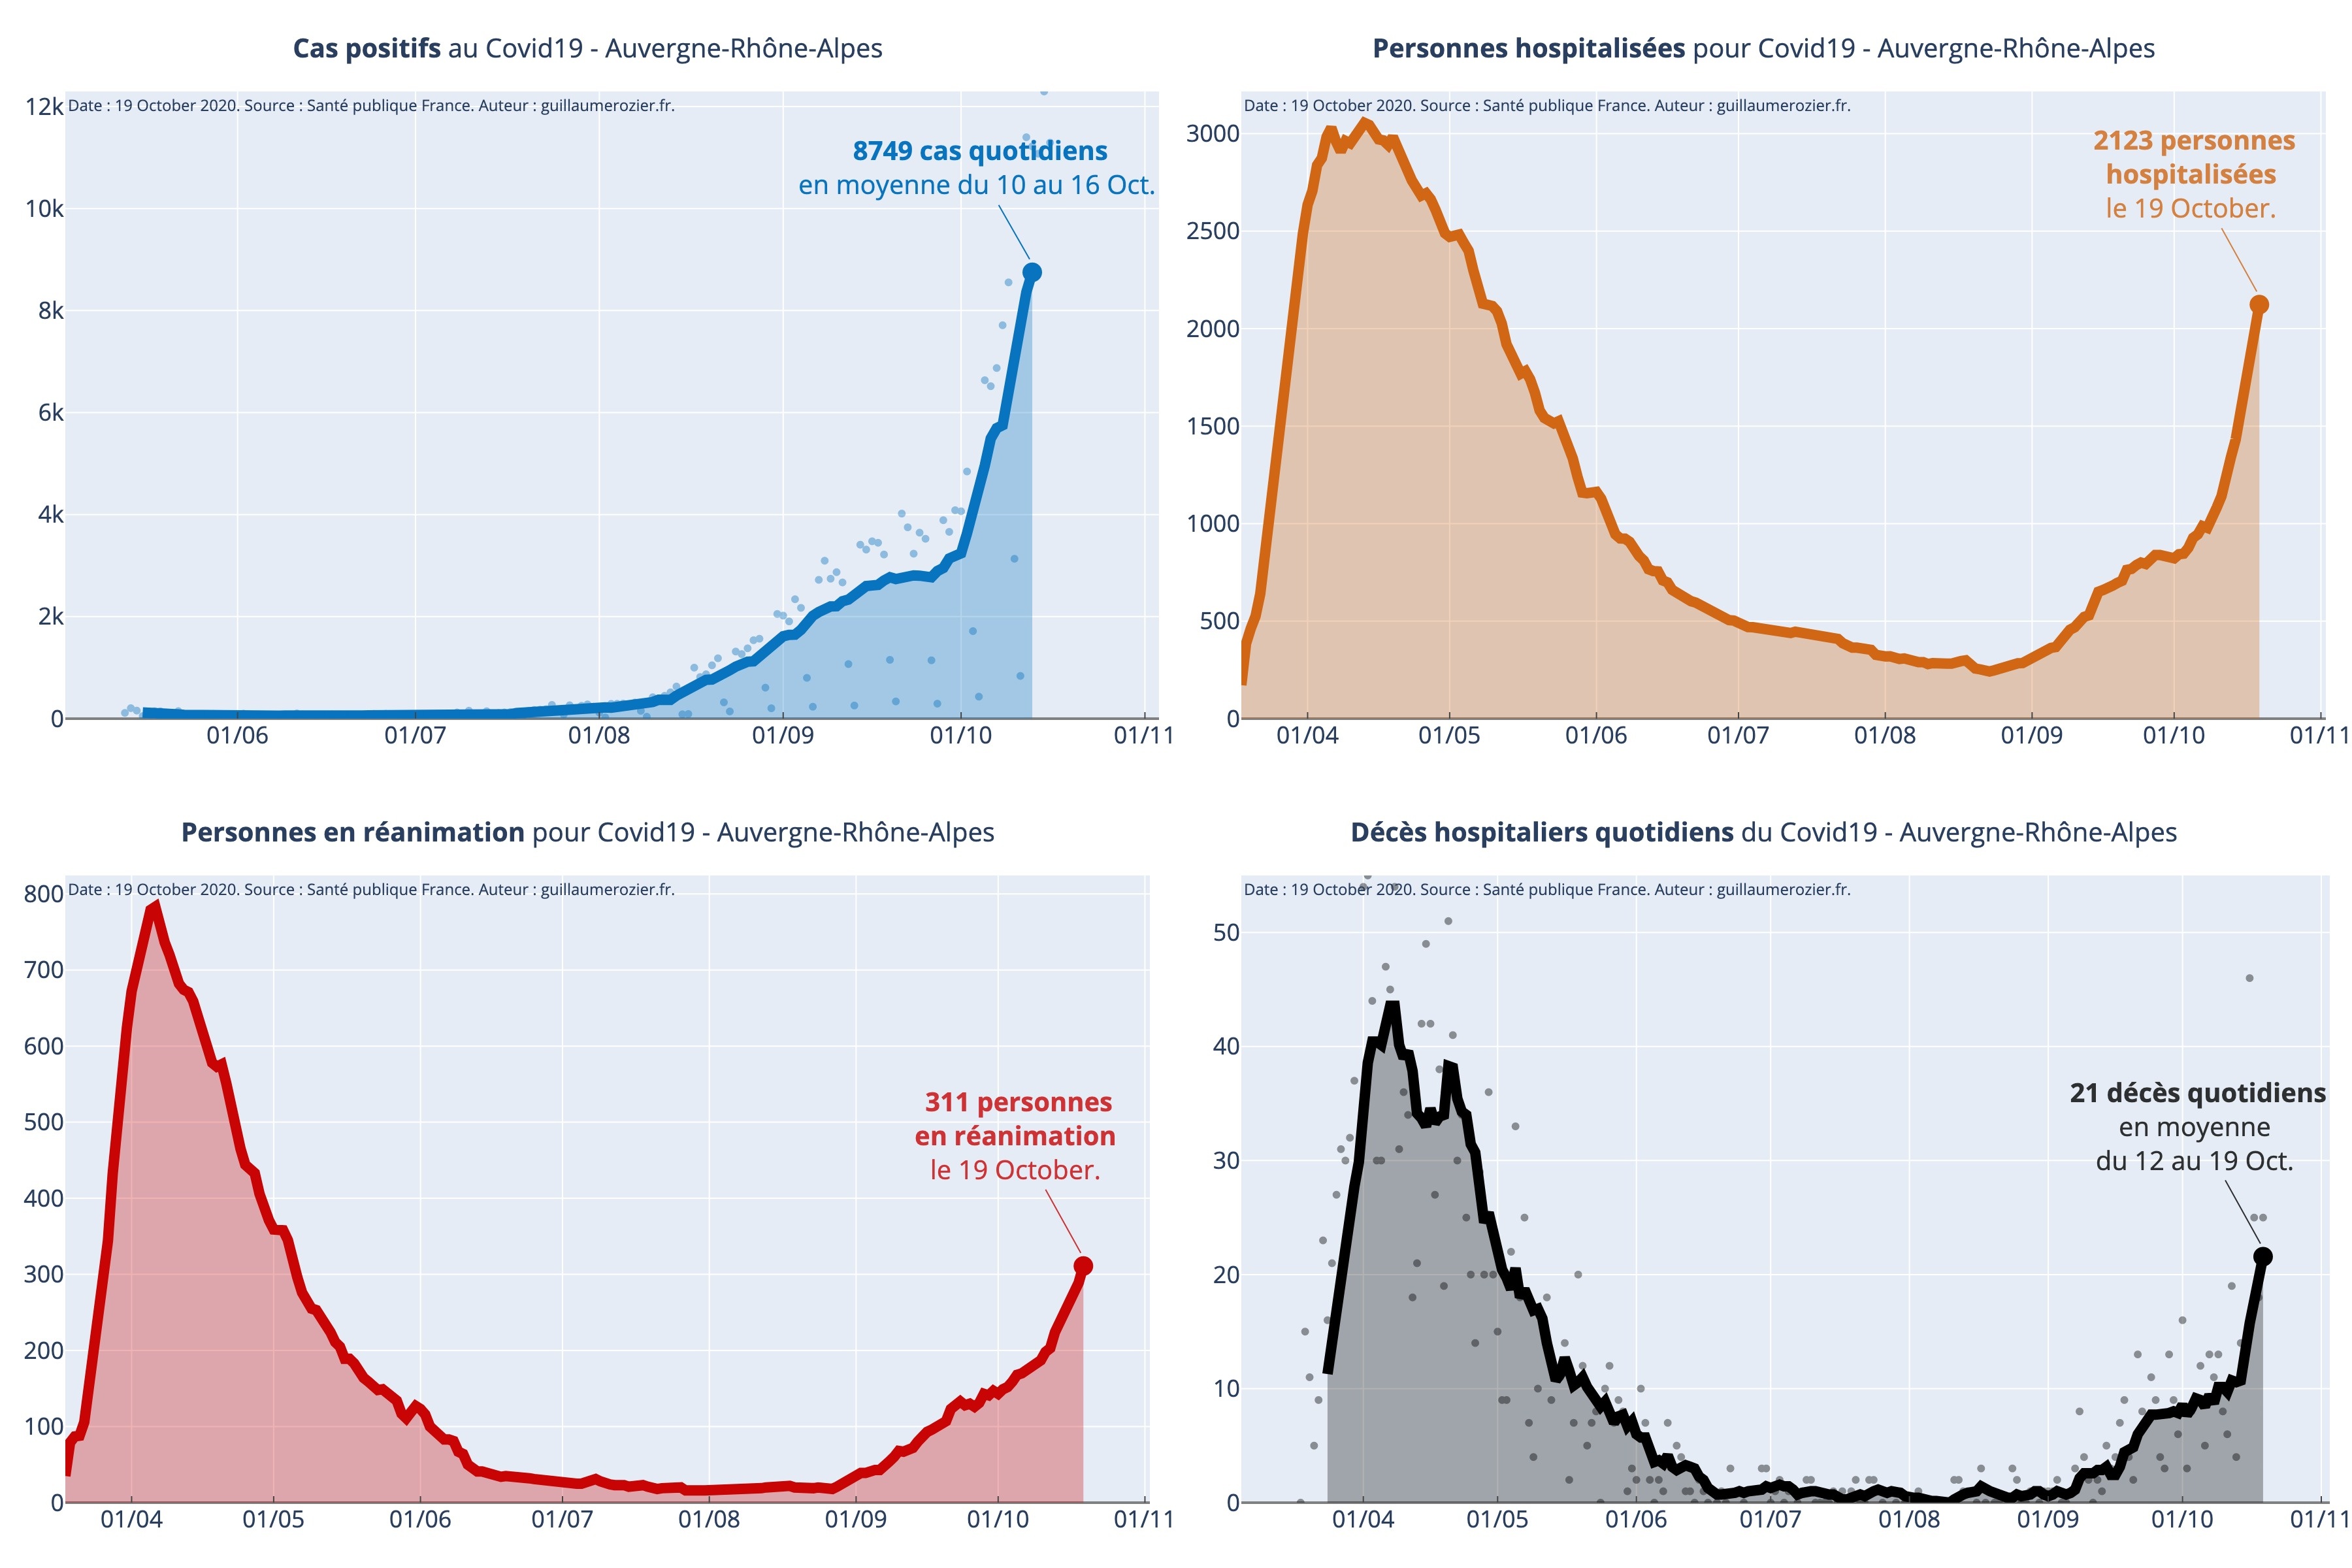 Cas positifs au Covid19 - Auvergne-Rhône-Alpes
Date : 19 October 2020. Source : Santé publique France. Auteur : guillaumerozier.fr.
8749 cas quotidiens
en moyenne du 10 au 16 Oct.
12k
10k
8k
6k
4k
2k
0
01/06 01/07 01/08 01/09 01/10 01/11
Personnes hospitalisées pour Covid19 - Auvergne-Rhône-Alpes
Date : 19 October 2020. Source : Santé publique France. Auteur : guillaumerozier.fr.
2123 personnes
hospitalisées
le 19 October.
3000
2500
2000
1500
1000
500
0
01/04 01/05 01/06 01/07 01/08 01/09 01/10 01/11
Personnes en réanimation pour Covid19 - Auvergne-Rhône-Alpes
Date : 19 October 2020. Source : Santé publique France. Auteur : guillaumerozier.fr.
311 personnes
en réanimation
le 19 October.
800
700
600
500
400
300
200
100
0
01/04 01/05 01/06 01/07 01/08 01/09 01/10 01/11
Décès hospitaliers quotidiens du Covid19 - Auvergne-Rhône-Alpes
Date : 19 October 2020. Source : Santé publique France. Auteur : guillaumerozier.fr.
21 décès quotidiens
en moyenne
du 12 au 19 Oct.
50
40
30
20
10
0
01/04 01/05 01/06 01/07 01/08 01/09 01/10 01/11